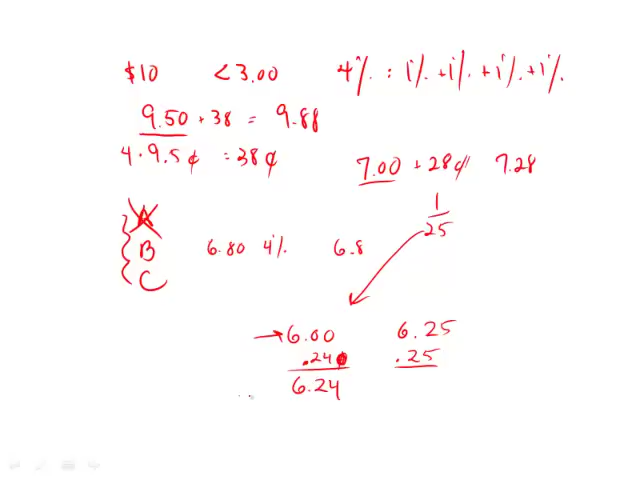 $10 <3.00 4% : 1% +1% +1% +1%
9.50 + 38 = 9.88
4 · 9.5¢ = 38¢
7.00 + 28¢ 7.28
A
1
25
B 6.80 4% 6.8
C
6.00 6.25
.24 .25
6.24